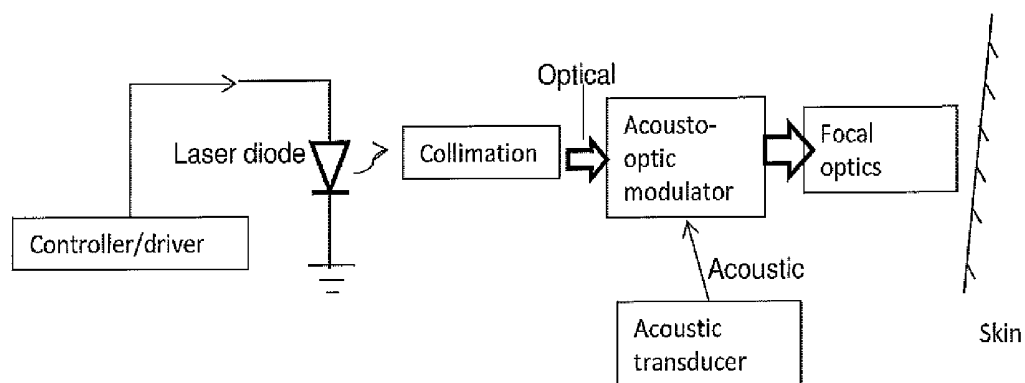 Optical
Laser diode
Collimation
Acousto-
optic
modulator
Focal
optics
Controller/driver
Acoustic
Acoustic
transducer
Skin